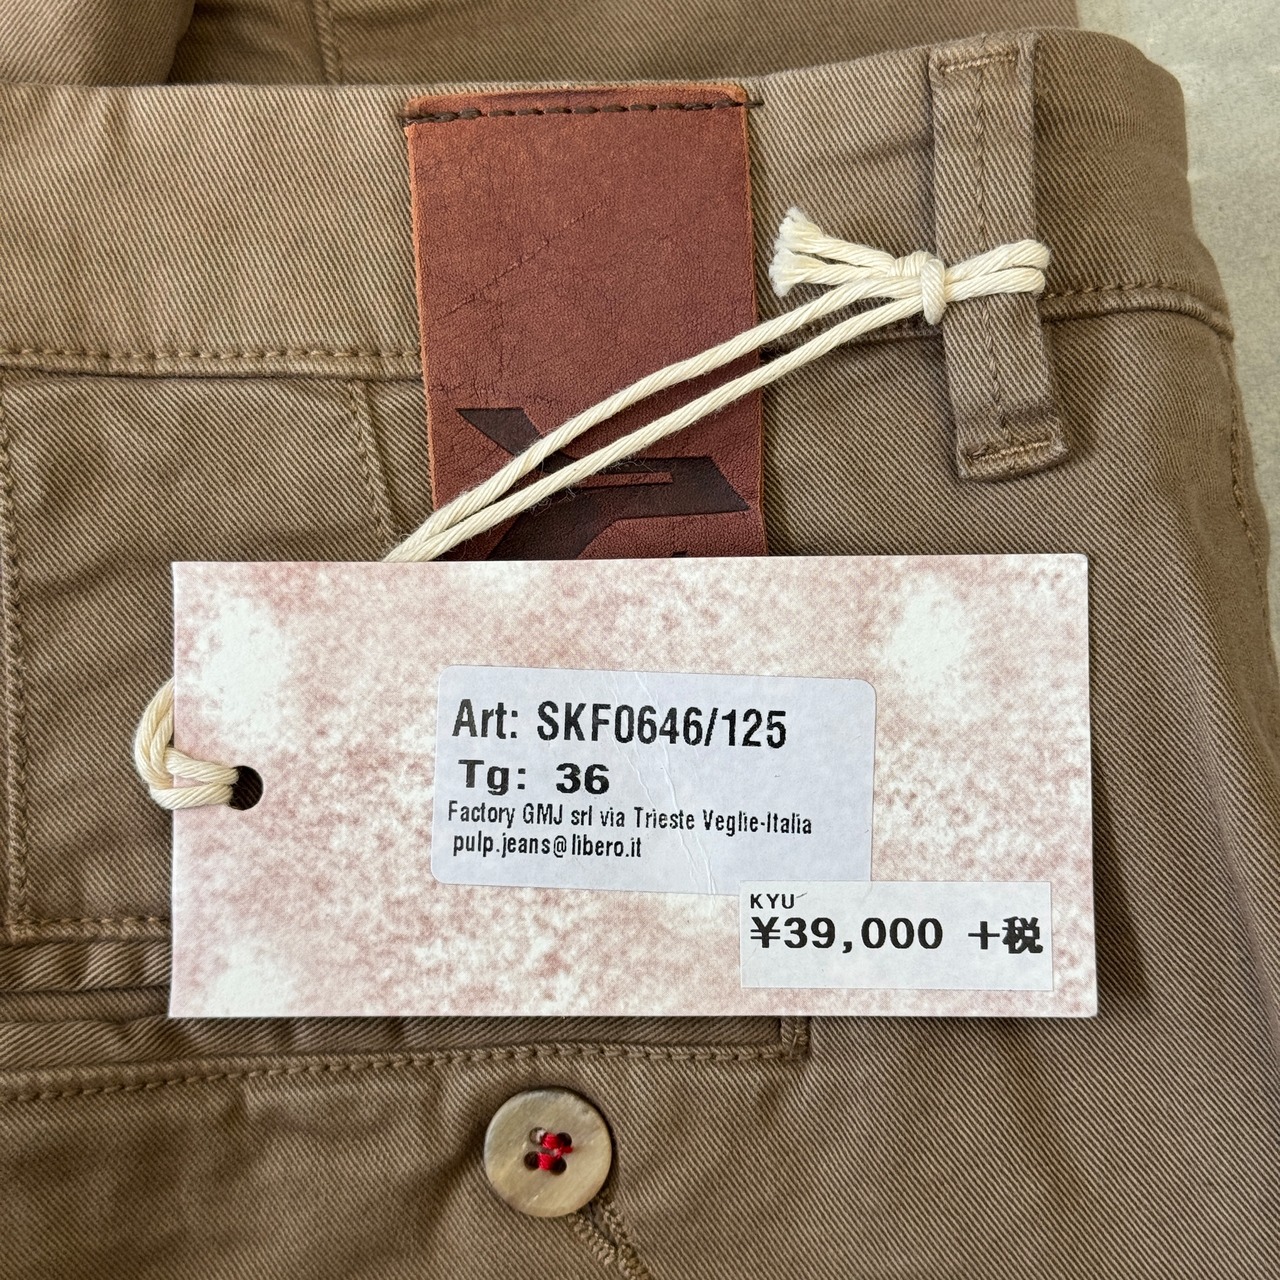 Art: SKF0646/125
Tg: 36
Factory GMJ srl via Trieste Veglie-Italia
pulp.jeans@libero.it
KYU
¥39,000 +税